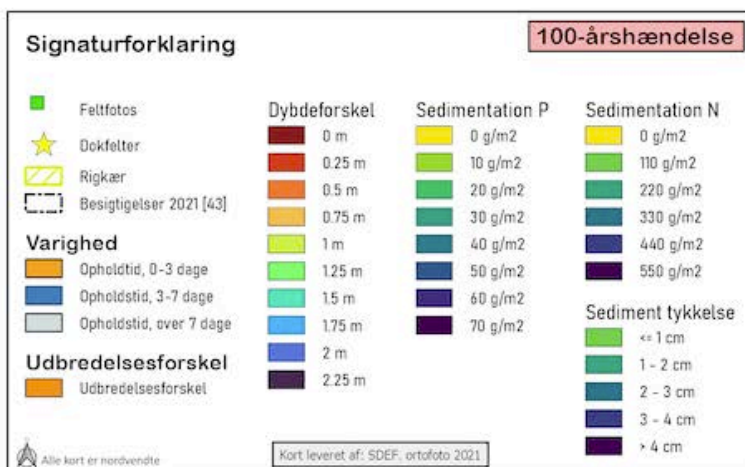 Signaturforklaring
100-årshændelse
Feltfotos
Dokfelter
Rigkær
Besigtigelser 2021 [43]
Varighed
Opholdtid, 0-3 dage
Opholdstid, 3-7 dage
Opholdstid, over 7 dage
Udbredelsesforskel
Udbredelsesforskel
Dybdeforskel
0 m
0.25 m
0.5 m
0.75 m
1 m
1.25 m
1.5 m
1.75 m
2 m
2.25 m
Sedimentation P
0 g/m2
10 g/m2
20 g/m2
30 g/m2
40 g/m2
50 g/m2
60 g/m2
70 g/m2
Sedimentation N
0 g/m2
110 g/m2
220 g/m2
330 g/m2
440 g/m2
550 g/m2
Sediment tykkelse
<= 1 cm
1 - 2 cm
2 - 3 cm
3 - 4 cm
> 4 cm
Alle kort er nordvendte
Kort leveret af: SDEF, ortofoto 2021